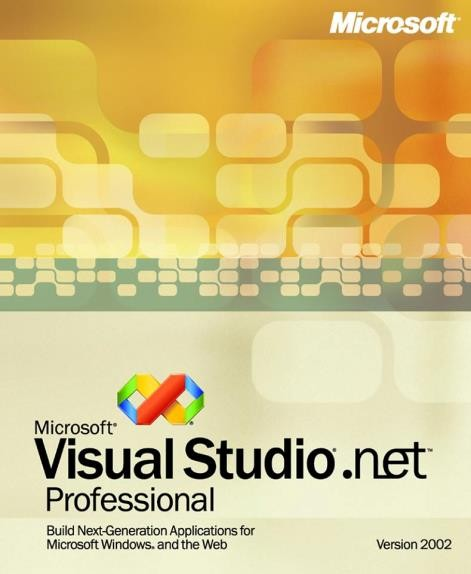 Microsoft®
Microsoft®
Visual Studio®.net™
Professional
Build Next-Generation Applications for
Microsoft Windows® and the Web
Version 2002